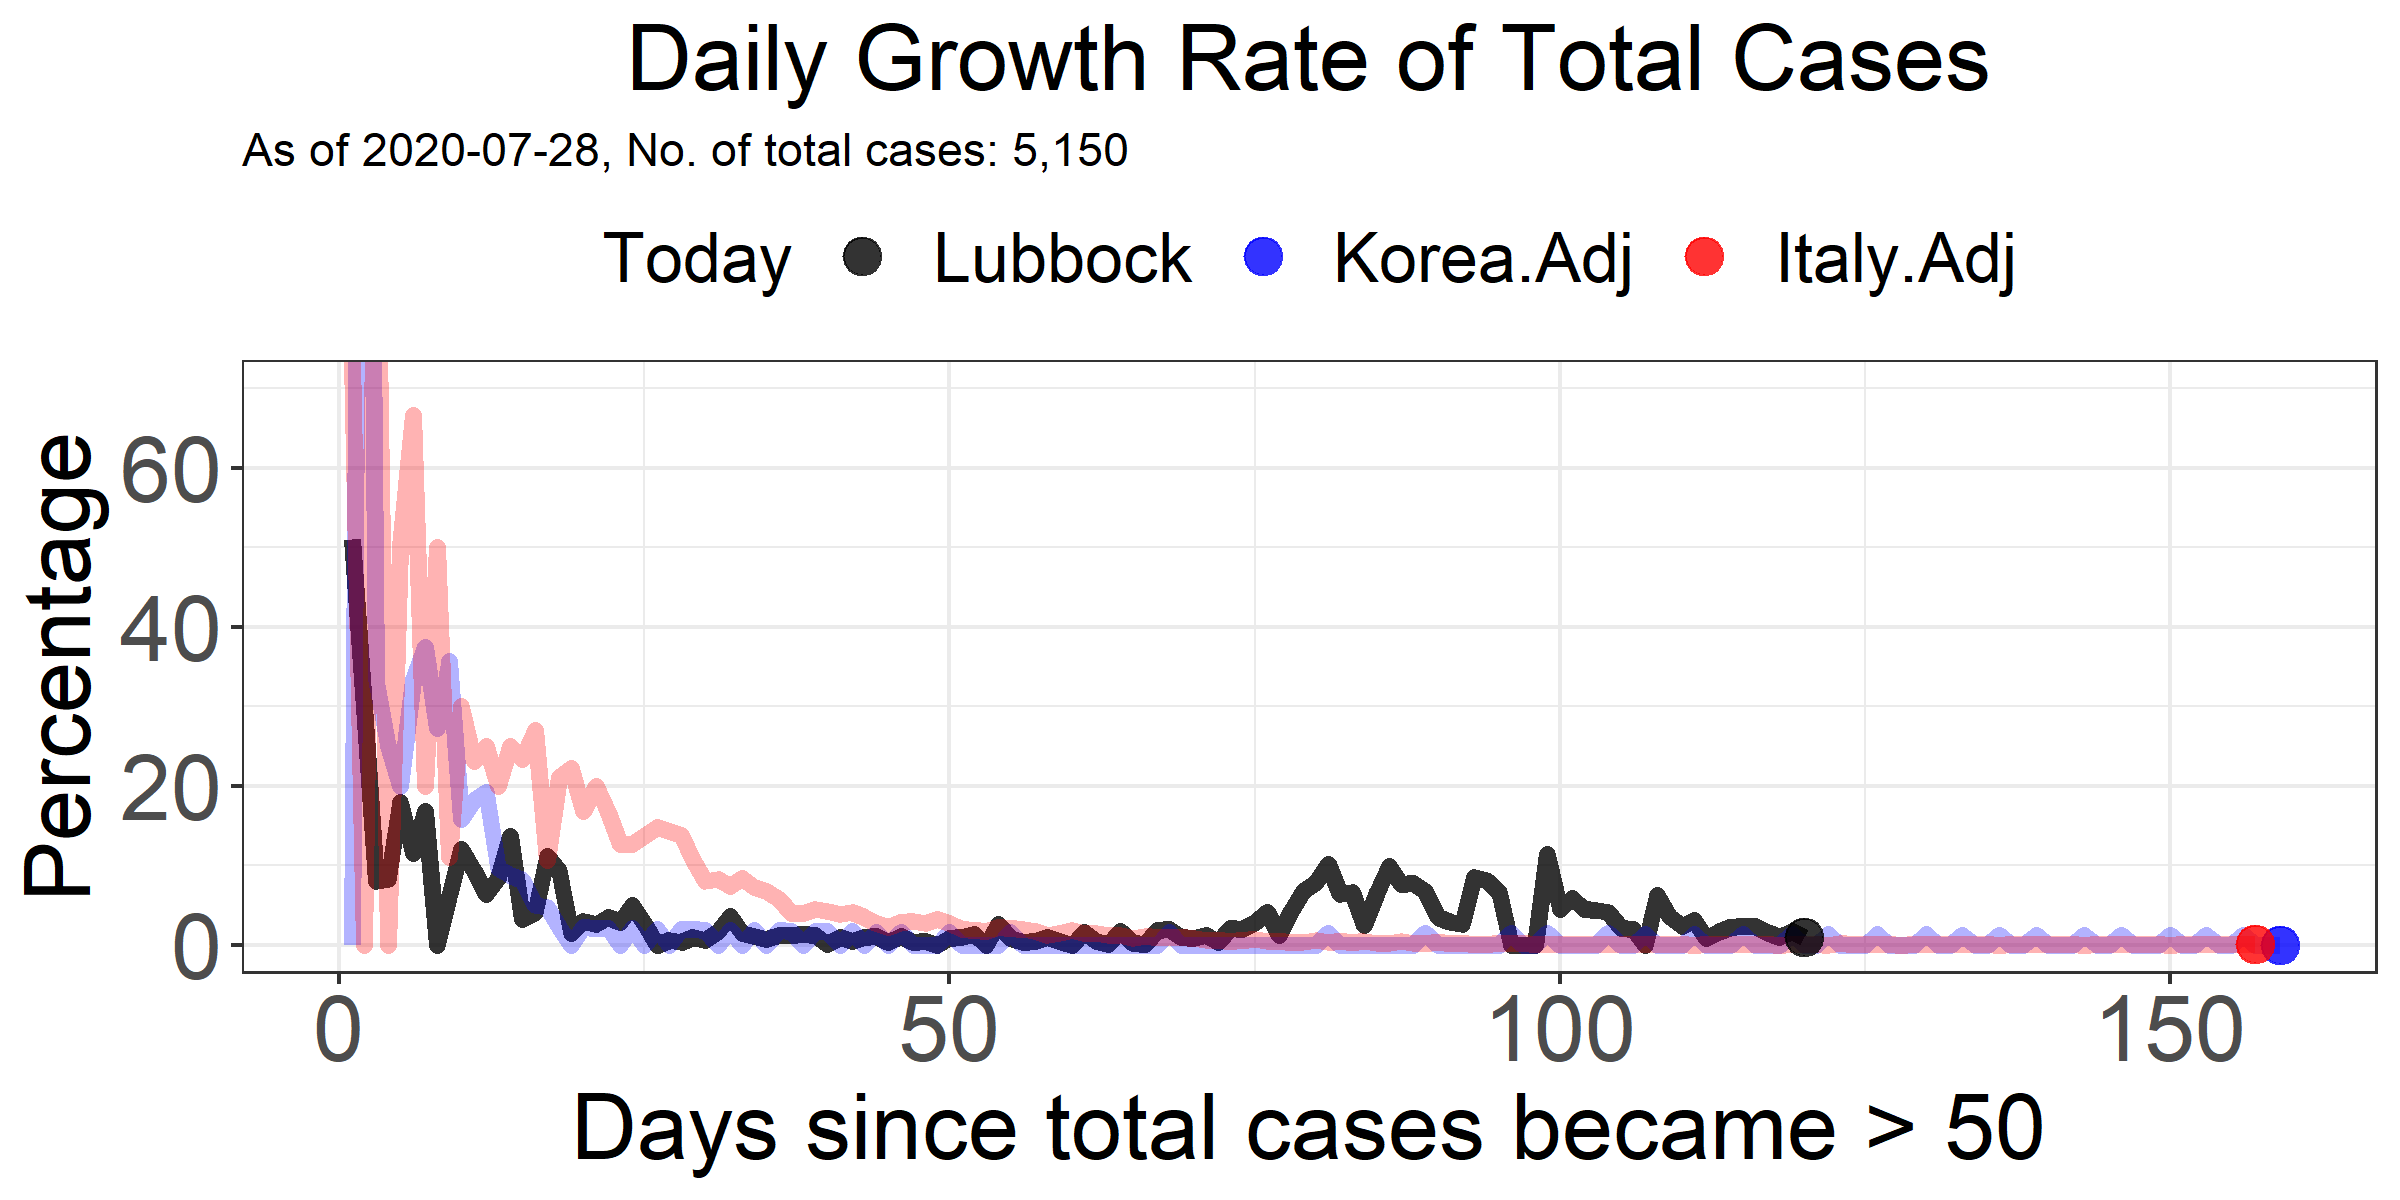 Daily Growth Rate of Total Cases
As of 2020-07-28, No. of total cases: 5,150
Today Lubbock Korea.Adj Italy.Adj
Percentage
60
40
20
0
0 50 100 150
Days since total cases became > 50